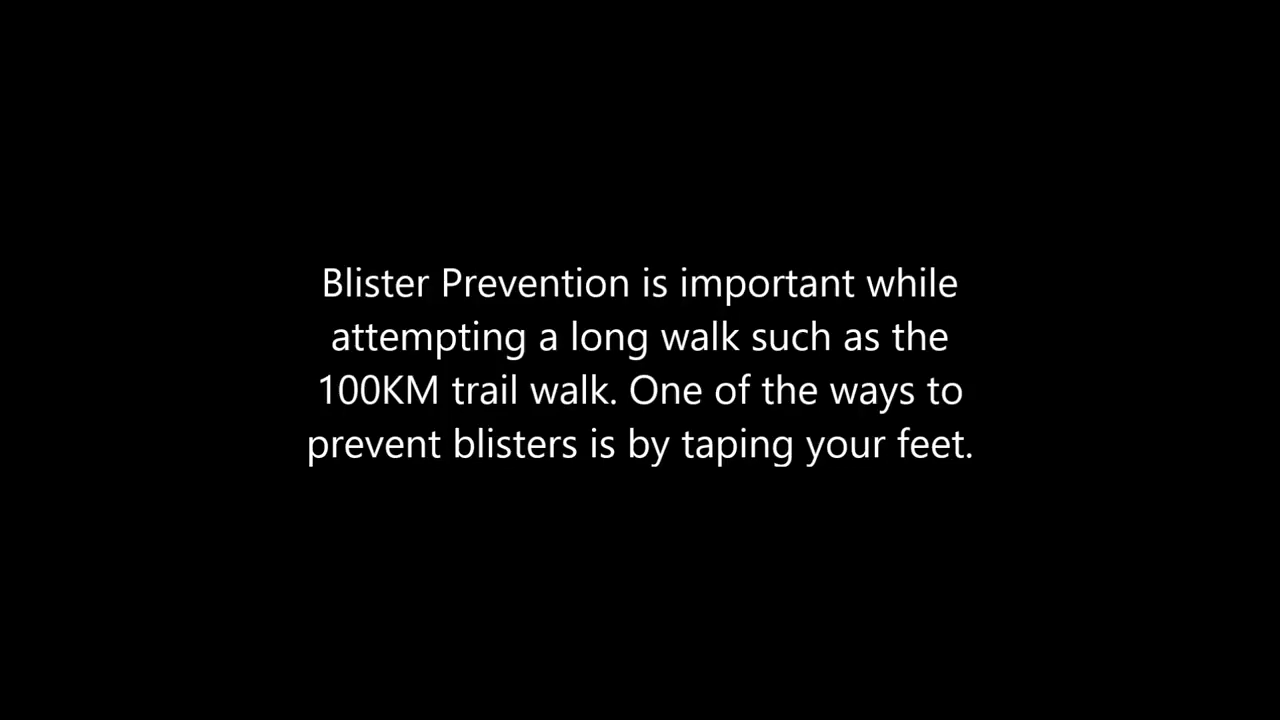 Blister Prevention is important while
attempting a long walk such as the
100KM trail walk. One of the ways to
prevent blisters is by taping your feet.